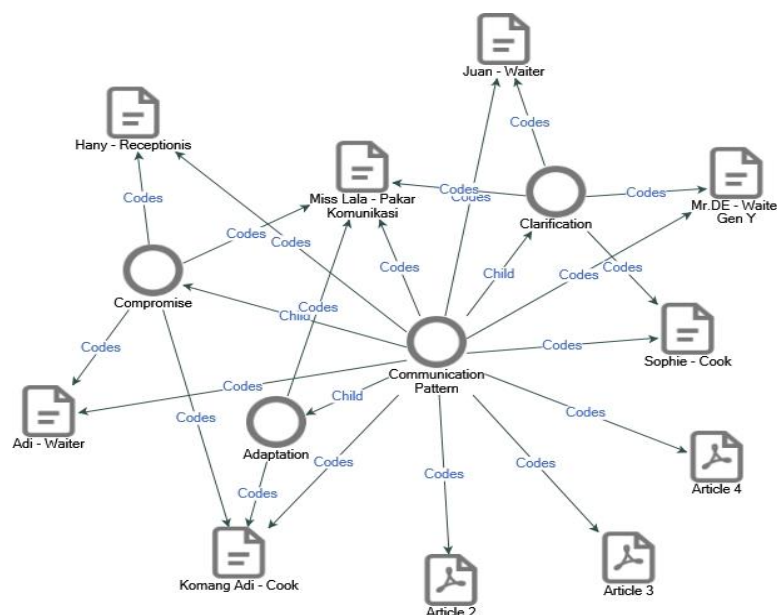 Juan - Waiter
Codes
Hany - Receptionis
Miss Lala - Pakar
Komunikasi
Codes
Codes
Codes
Mr.DE - Waite
Gen Y
Clarification
Codes
Codes
Codes
Codes
Codes
Codes
Child
Codes
Codes
Compromise
Child
Codes
Codes
Codes
Sophie - Cook
Communication
Pattern
Codes
Child
Adi - Waiter
Codes
Codes
Adaptation
Codes
Codes
Codes
Codes
Article 4
Komang Adi - Cook
Article 3
Article 2